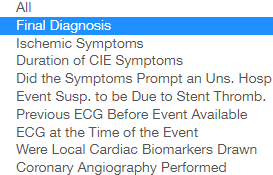 All
Final Diagnosis
Ischemic Symptoms
Duration of CIE Symptoms
Did the Symptoms Prompt an Uns. Hosp
Event Susp. to be Due to Stent Thromb.
Previous ECG Before Event Available
ECG at the Time of the Event
Were Local Cardiac Biomarkers Drawn
Coronary Angiography Performed